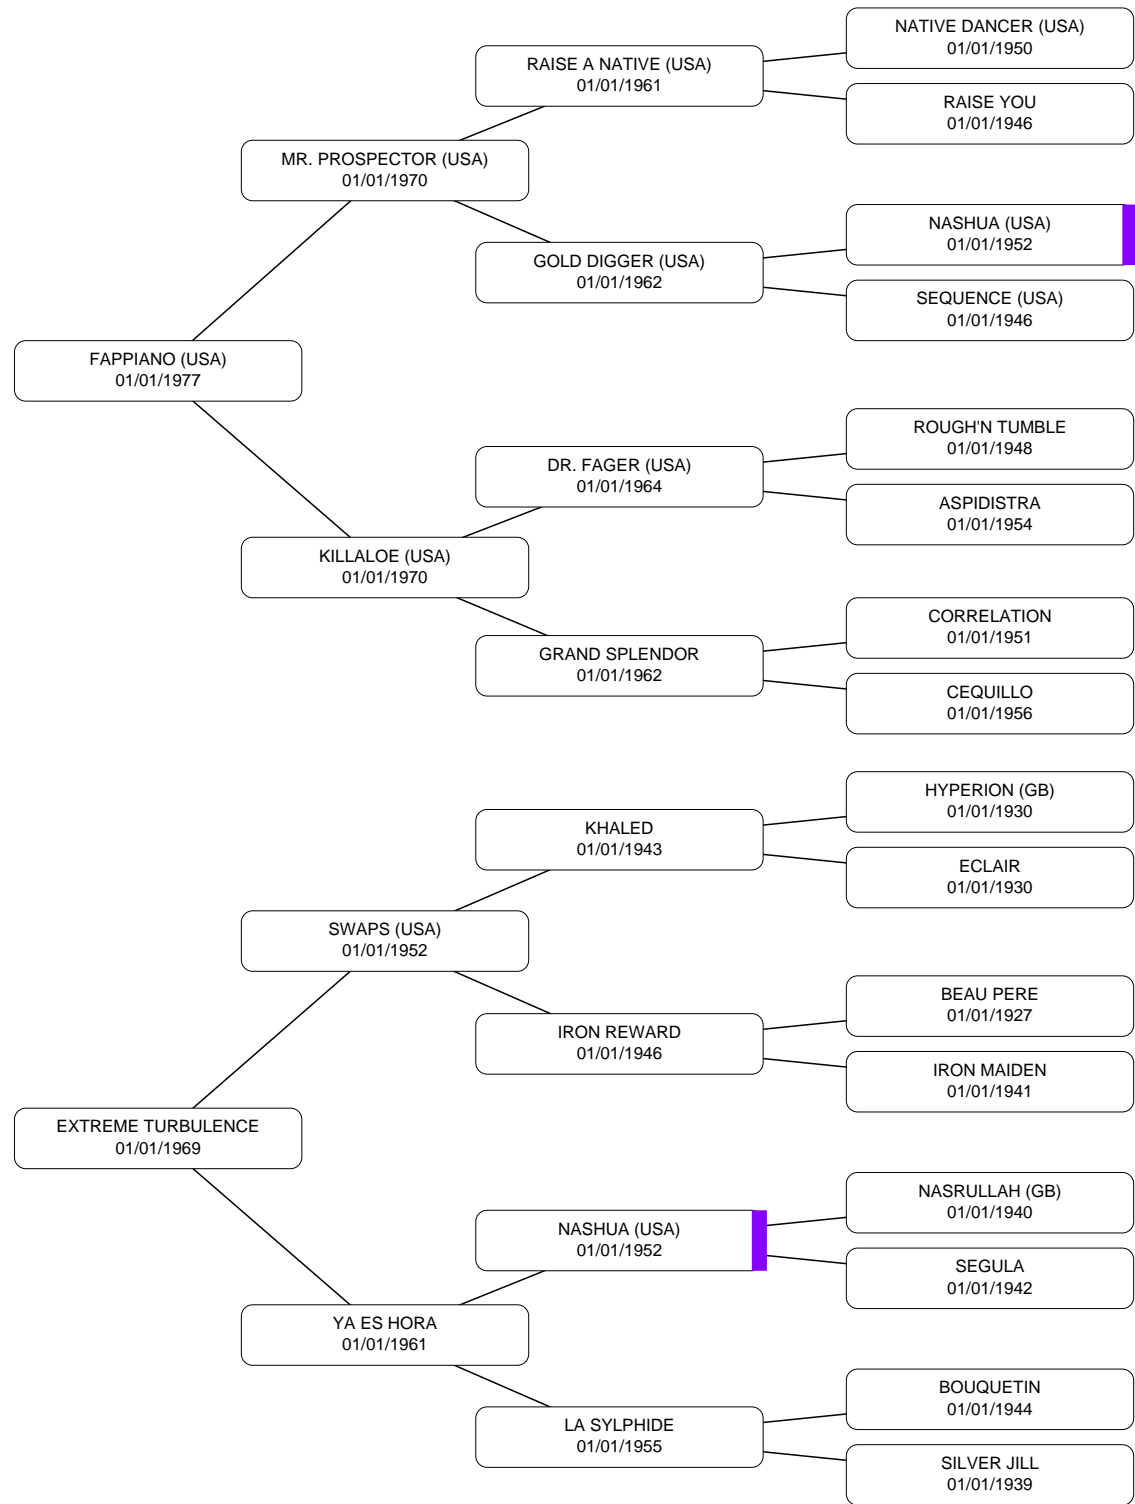 NATIVE DANCER (USA)
01/01/1950
RAISE A NATIVE (USA)
01/01/1961
RAISE YOU
01/01/1946
MR. PROSPECTOR (USA)
01/01/1970
NASHUA (USA)
01/01/1952
GOLD DIGGER (USA)
01/01/1962
SEQUENCE (USA)
01/01/1946
FAPPIANO (USA)
01/01/1977
ROUGH'N TUMBLE
01/01/1948
DR. FAGER (USA)
01/01/1964
ASPIDISTRA
01/01/1954
KILLALOE (USA)
01/01/1970
CORRELATION
01/01/1951
GRAND SPLENDOR
01/01/1962
CEQUILLO
01/01/1956
HYPERION (GB)
01/01/1930
KHALED
01/01/1943
ECLAIR
01/01/1930
SWAPS (USA)
01/01/1952
BEAU PERE
01/01/1927
IRON REWARD
01/01/1946
IRON MAIDEN
01/01/1941
EXTREME TURBULENCE
01/01/1969
NASRULLAH (GB)
01/01/1940
NASHUA (USA)
01/01/1952
SEGULA
01/01/1942
YA ES HORA
01/01/1961
BOUQUETIN
01/01/1944
LA SYLPHIDE
01/01/1955
SILVER JILL
01/01/1939